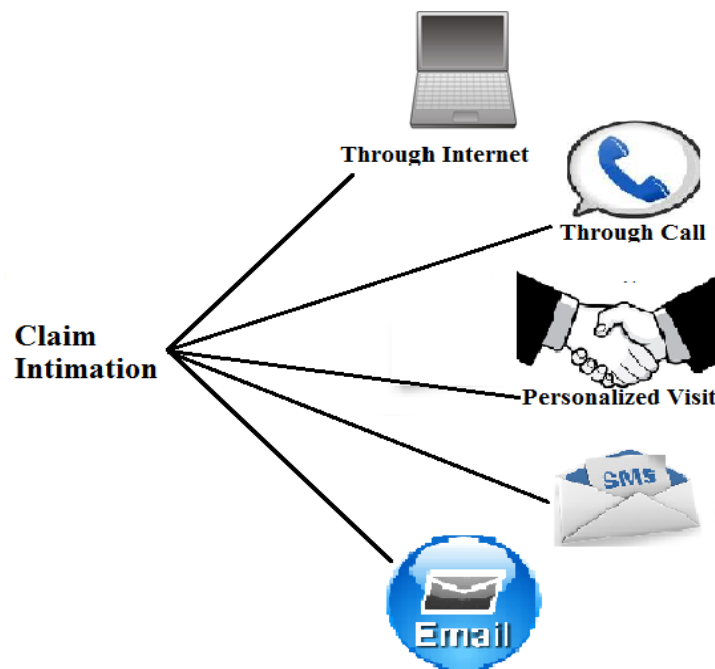 Through Internet
Through Call
Claim
Intimation
Personalized Visit
SMS
Email